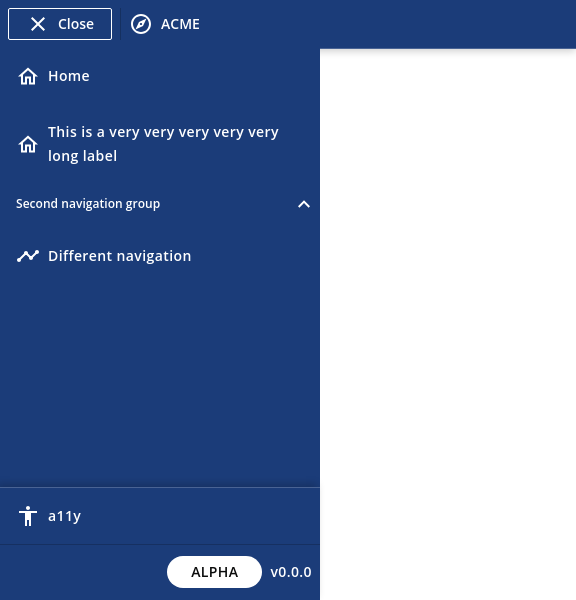 Close
ACME
Home
This is a very very very very very
long label
Second navigation group
Different navigation
a11y
ALPHA
v0.0.0